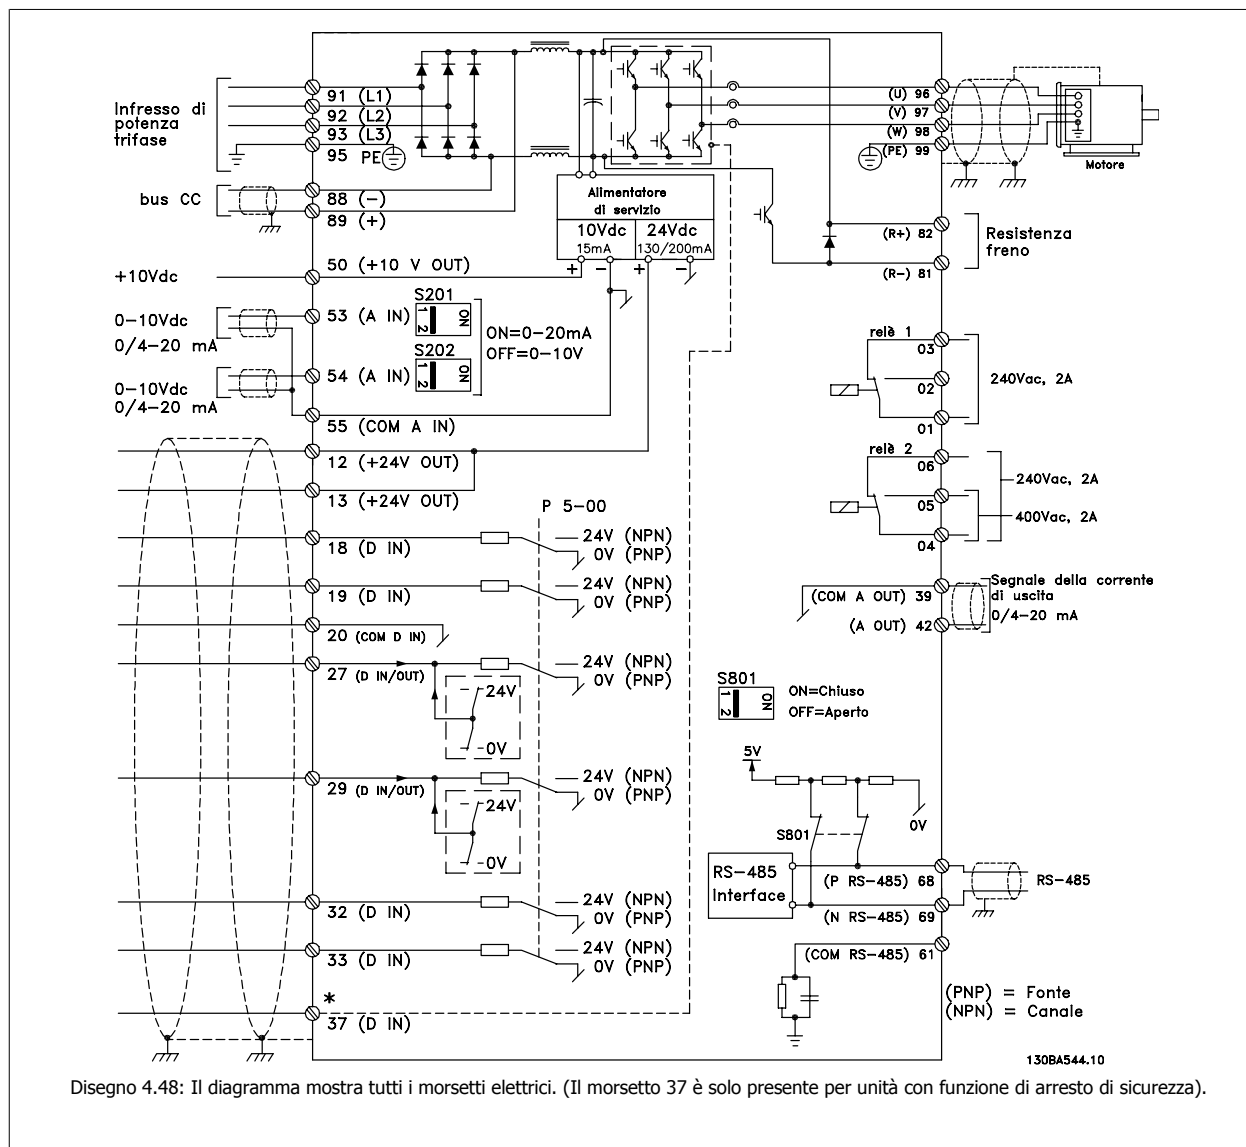 Infresso di
potenza
trifase
91 (L1)
92 (L2)
93 (L3)
95 PE
bus CC
88 (−)
89 (+)
+10Vdc
50 (+10 V OUT)
0−10Vdc
0/4−20 mA
53 (A IN)
S201
1 2
ON
ON=0−20mA
OFF=0−10V
S202
1 2
ON
0−10Vdc
0/4−20 mA
54 (A IN)
55 (COM A IN)
12 (+24V OUT)
13 (+24V OUT)
Alimentatore
di servizio
10Vdc
15mA
24Vdc
130/200mA
+ − + −
(U) 96
(V) 97
(W) 98
(PE) 99
Motore
(R+) 82
(R−) 81
Resistenza
freno
relè 1
03
02
01
240Vac, 2A
relè 2
06
05
04
240Vac, 2A
400Vac, 2A
P 5-00
18 (D IN)
24V (NPN)
0V (PNP)
19 (D IN)
24V (NPN)
0V (PNP)
20 (COM D IN)
27 (D IN/OUT)
24V (NPN)
0V (PNP)
24V
0V
29 (D IN/OUT)
24V (NPN)
0V (PNP)
24V
0V
32 (D IN)
24V (NPN)
0V (PNP)
33 (D IN)
24V (NPN)
0V (PNP)
*
37 (D IN)
(COM A OUT) 39
(A OUT) 42
Segnale della corrente
di uscita
0/4−20 mA
S801
1 2
ON
ON=Chiuso
OFF=Aperto
5V
0V
S801
RS-485
Interface
(P RS-485) 68
(N RS-485) 69
(COM RS-485) 61
RS-485
(PNP) = Fonte
(NPN) = Canale
130BA544.10
Disegno 4.48: Il diagramma mostra tutti i morsetti elettrici. (Il morsetto 37 è solo presente per unità con funzione di arresto di sicurezza).